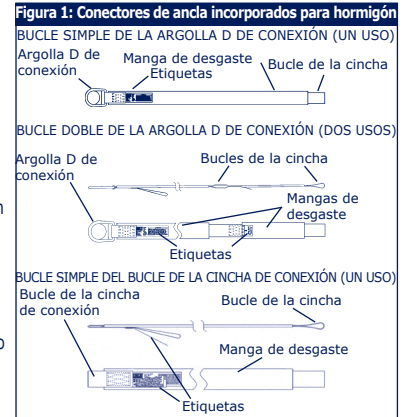 Figura 1: Conectores de ancla incorporados para hormigón
BUCLE SIMPLE DE LA ARGOLLA D DE CONEXIÓN (UN USO)
Argolla D de
conexión
Manga de desgaste
Etiquetas
Bucle de la cincha
BUCLE DOBLE DE LA ARGOLLA D DE CONEXIÓN (DOS USOS)
Argolla D de
conexión
Bucles de la cincha
Mangas de
desgaste
Etiquetas
BUCLE SIMPLE DEL BUCLE DE LA CINCHA DE CONEXIÓN (UN USO)
Bucle de la cincha
de conexión
Bucle de la cincha
Manga de desgaste
Etiquetas